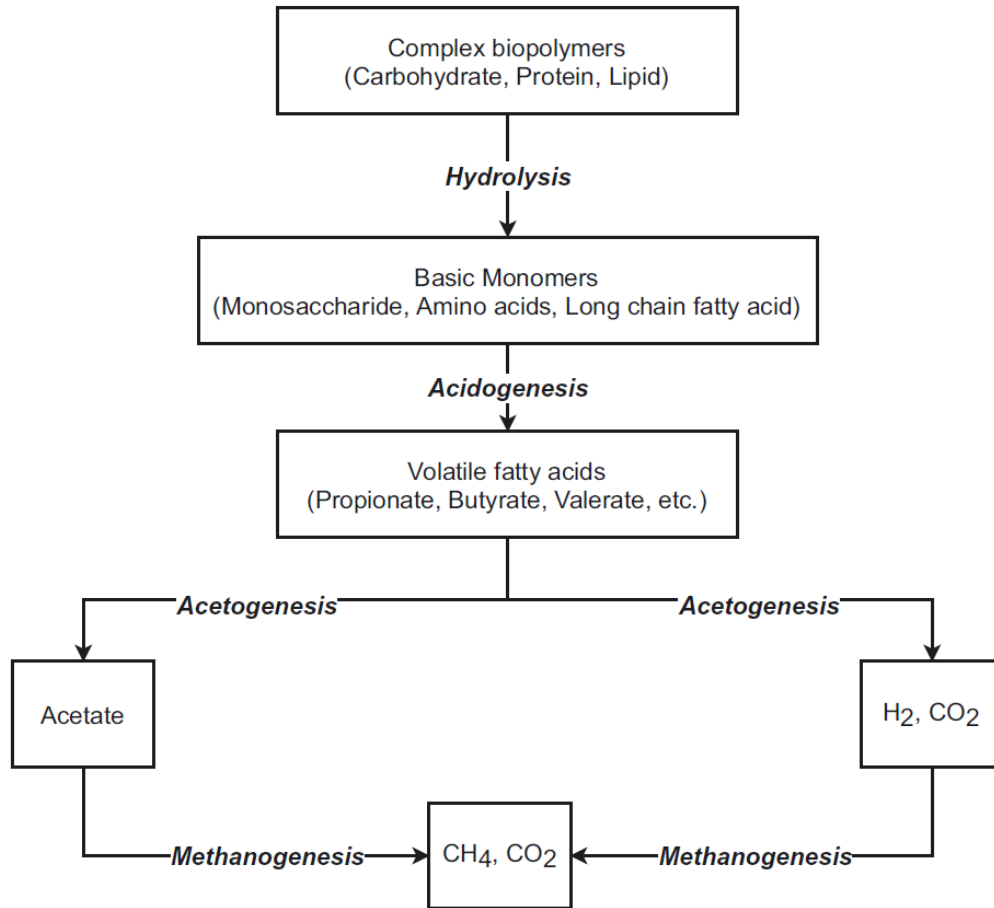 Complex biopolymers
(Carbohydrate, Protein, Lipid)
Hydrolysis
Basic Monomers
(Monosaccharide, Amino acids, Long chain fatty acid)
Acidogenesis
Volatile fatty acids
(Propionate, Butyrate, Valerate, etc.)
Acetogenesis
Acetogenesis
Acetate
H2, CO2
Methanogenesis
CH4, CO2
Methanogenesis